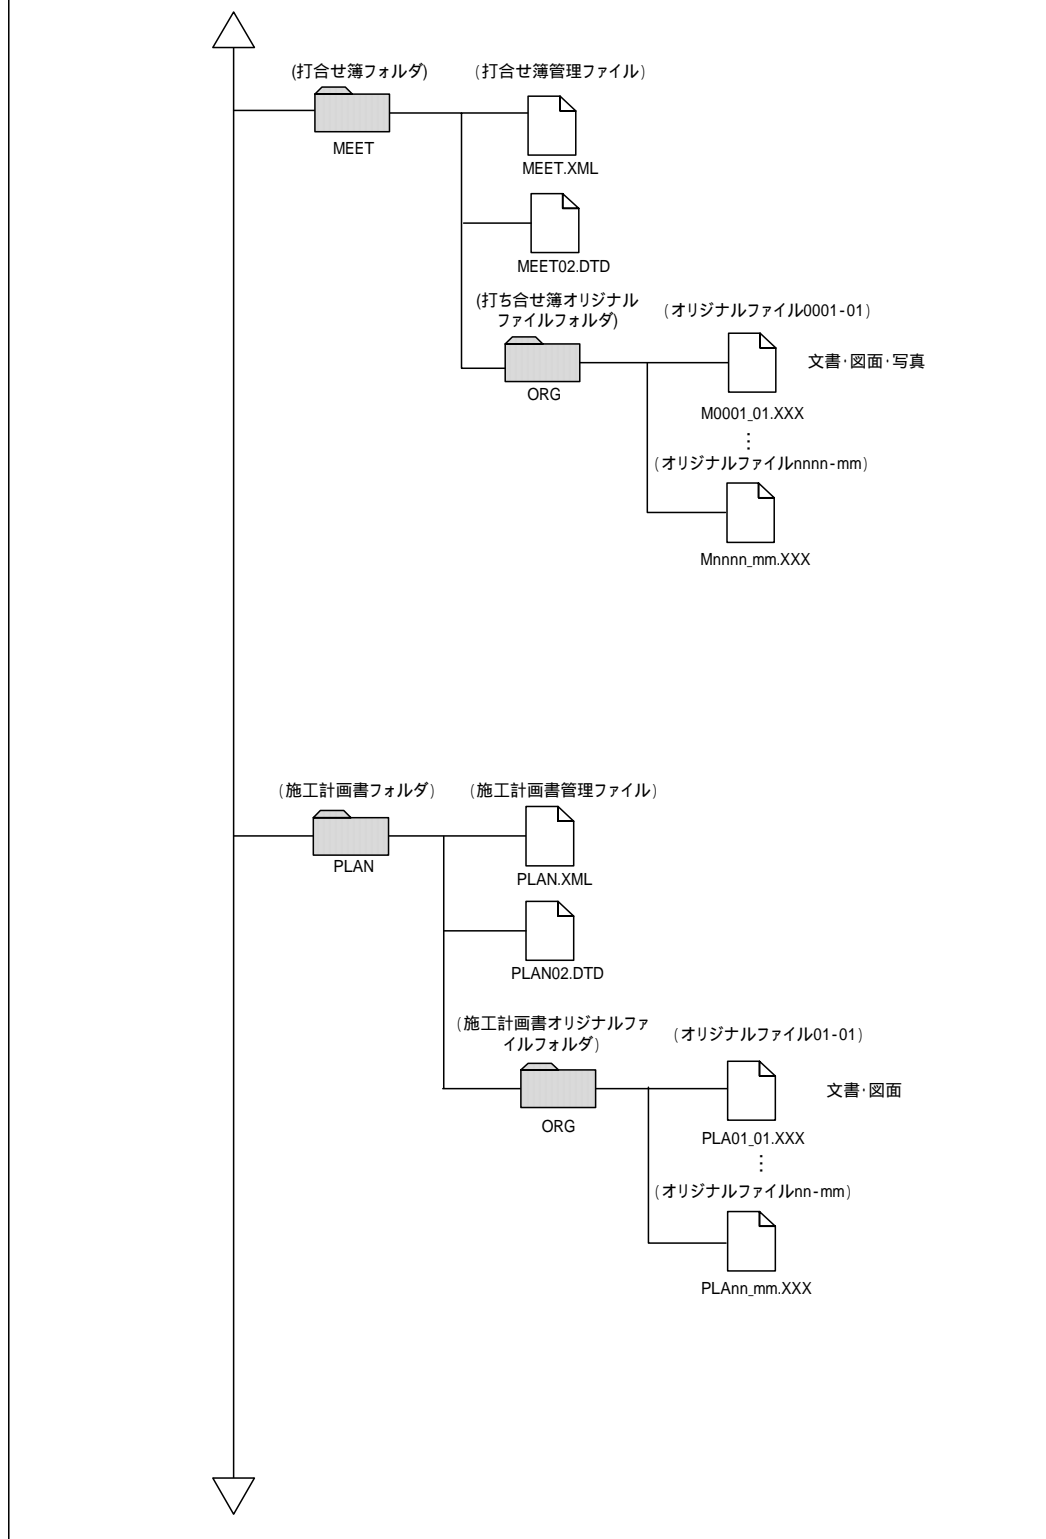 (打合せ簿フォルダ)
(打合せ簿管理ファイル)
MEET
MEET.XML
MEET02.DTD
(打ち合せ簿オリジナル
ファイルフォルダ)
(オリジナルファイル0001-01)
文書・図面・写真
ORG
M0001_01.XXX
⋮
(オリジナルファイルnnnn-mm)
Mnnnn_mm.XXX
(施工計画書フォルダ)
(施工計画書管理ファイル)
PLAN
PLAN.XML
PLAN02.DTD
(施工計画書オリジナルファ
イルフォルダ)
(オリジナルファイル01-01)
文書・図面
ORG
PLA01_01.XXX
⋮
(オリジナルファイルnn-mm)
PLAnn_mm.XXX